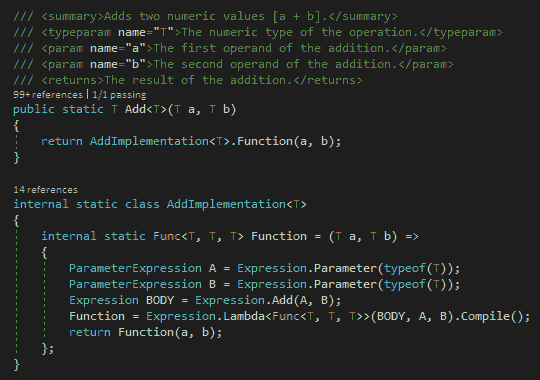 /// <summary>Adds two numeric values [a + b].</summary>
/// <typeparam name="T">The numeric type of the operation.</typeparam>
/// <param name="a">The first operand of the addition.</param>
/// <param name="b">The second operand of the addition.</param>
/// <returns>The result of the addition.</returns>
99+references | 1/1 passing
public static T Add<T>(T a, T b)
{
    return AddImplementation<T>.Function(a, b);
}
14 references
internal static class AddImplementation<T>
{
    internal static Func<T, T, T> Function = (T a, T b) =>
    {
        ParameterExpression A = Expression.Parameter(typeof(T));
        ParameterExpression B = Expression.Parameter(typeof(T));
        Expression BODY = Expression.Add(A, B);
        Function = Expression.Lambda<Func<T, T, T>>(BODY, A, B).Compile();
        return Function(a, b);
    };
}